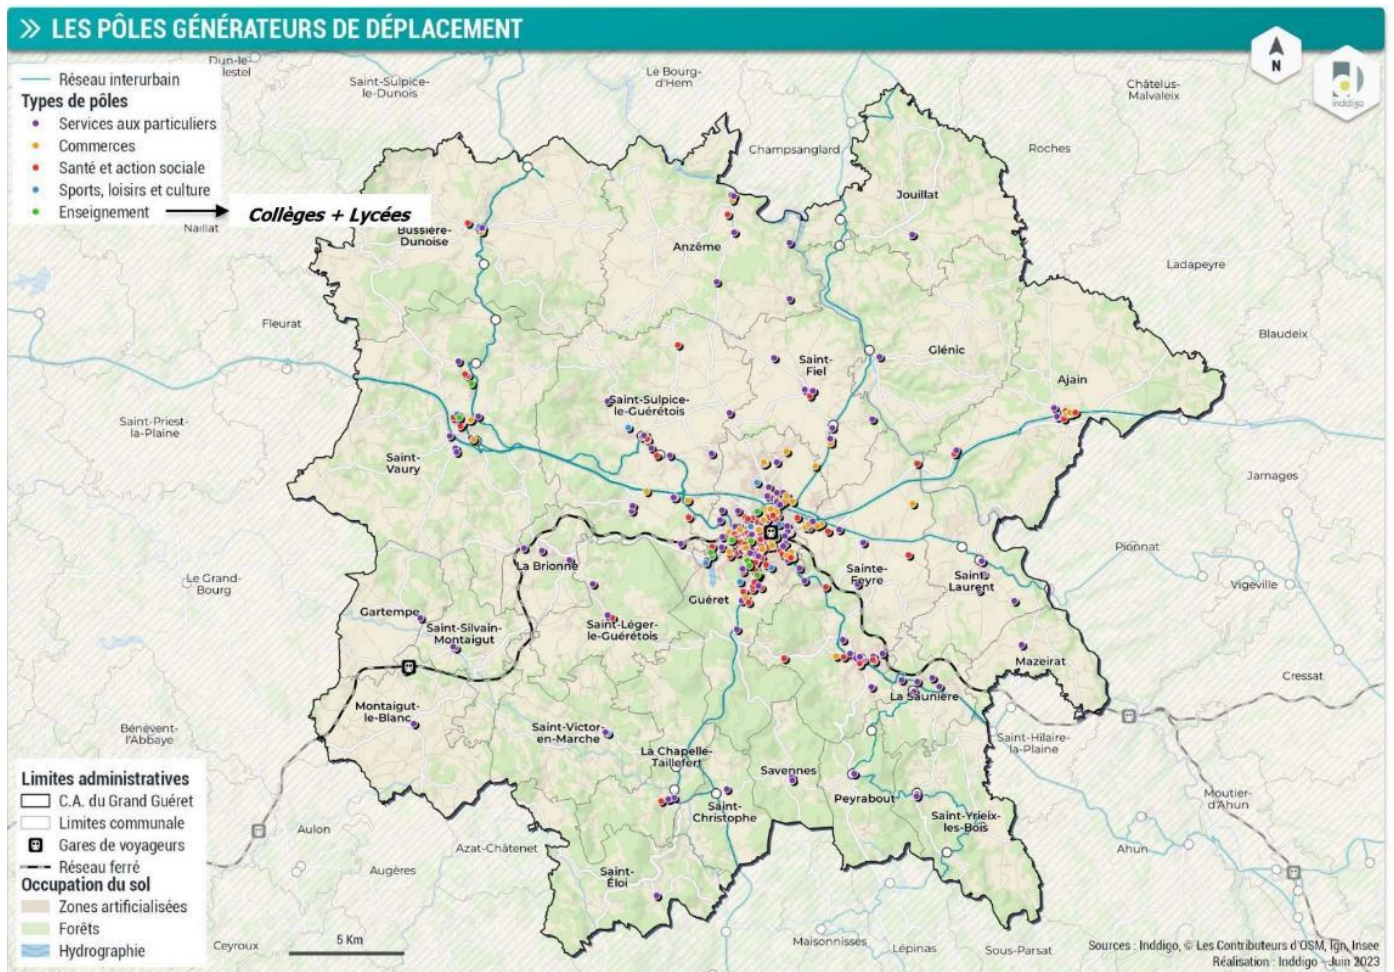 >> LES PÔLES GÉNÉRATEURS DE DÉPLACEMENT
N
inddigo
Réseau interurbain
Types de pôles
Services aux particuliers
Commerces
Santé et action sociale
Sports, loisirs et culture
Enseignement
Collèges + Lycées
Dun-le-
lestel
Saint-Sulpice-
le-Dunois
Le Bourg-
d'Hem
Châtelus-
Malvaleix
Champsanglard
Roches
Jouillat
Naillat
Bussière-
Dunoise
Anzême
Ladapeyre
Fleurat
Blaudeix
Glénic
Saint-
Fiel
Ajain
Saint-Sulpice-
le-Guérétois
Saint-Priest-
la-Plaine
Saint-
Vaury
Jarnages
Pionnat
La Brionne
Sainte-
Feyre
Saint-
Laurent
Vigeville
Le Grand-
Bourg
Guéret
Gartempe
Saint-Silvain-
Montaigut
Saint-Léger-
le-Guérétois
Mazeirat
Cressat
La Saunière
Montaigut-
le-Blanc
Bénévent-
l'Abbaye
Saint-Victor-
en-Marche
Saint-Hilaire-
la-Plaine
La Chapelle-
Taillefert
Savennes
Peyrabout
Moutier-
d'Ahun
Saint-
Christophe
Saint-Yrieix-
les-Bois
Aulon
Azat-Châtenet
Ahun
Augères
Saint-
Éloi
Ceyroux
Maisonnisses
Lépinas
Sous-Parsat
Limites administratives
C.A. du Grand Guéret
Limites communale
Gares de voyageurs
Réseau ferré
Occupation du sol
Zones artificialisées
Forêts
Hydrographie
5 Km
Sources : Inddigo, © Les Contributeurs d'OSM, Ign, Insee
Réalisation : Inddigo - Juin 2023